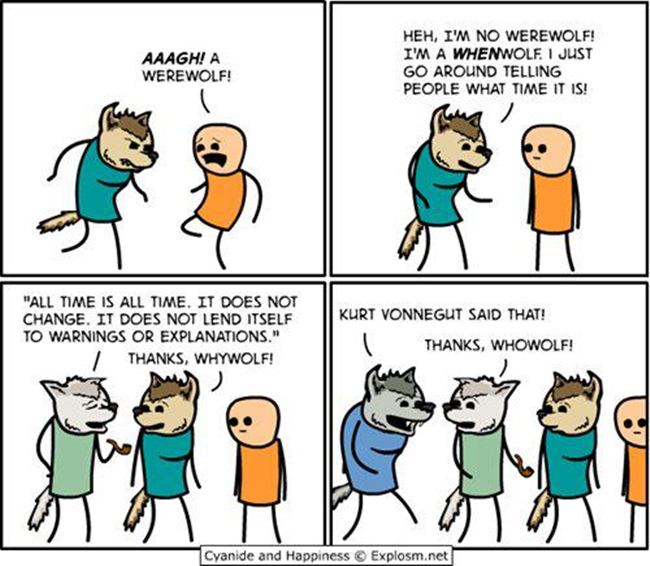 AAAGH! A
WEREWOLF!
HEH, I'M NO WEREWOLF!
I'M A WHENWOLF. I JUST
GO AROUND TELLING
PEOPLE WHAT TIME IT IS!
"ALL TIME IS ALL TIME. IT DOES NOT
CHANGE. IT DOES NOT LEND ITSELF
TO WARNINGS OR EXPLANATIONS."
THANKS, WHYWOLF!
KURT VONNEGUT SAID THAT!
THANKS, WHOWOLF!
Cyanide and Happiness © Explosm.net